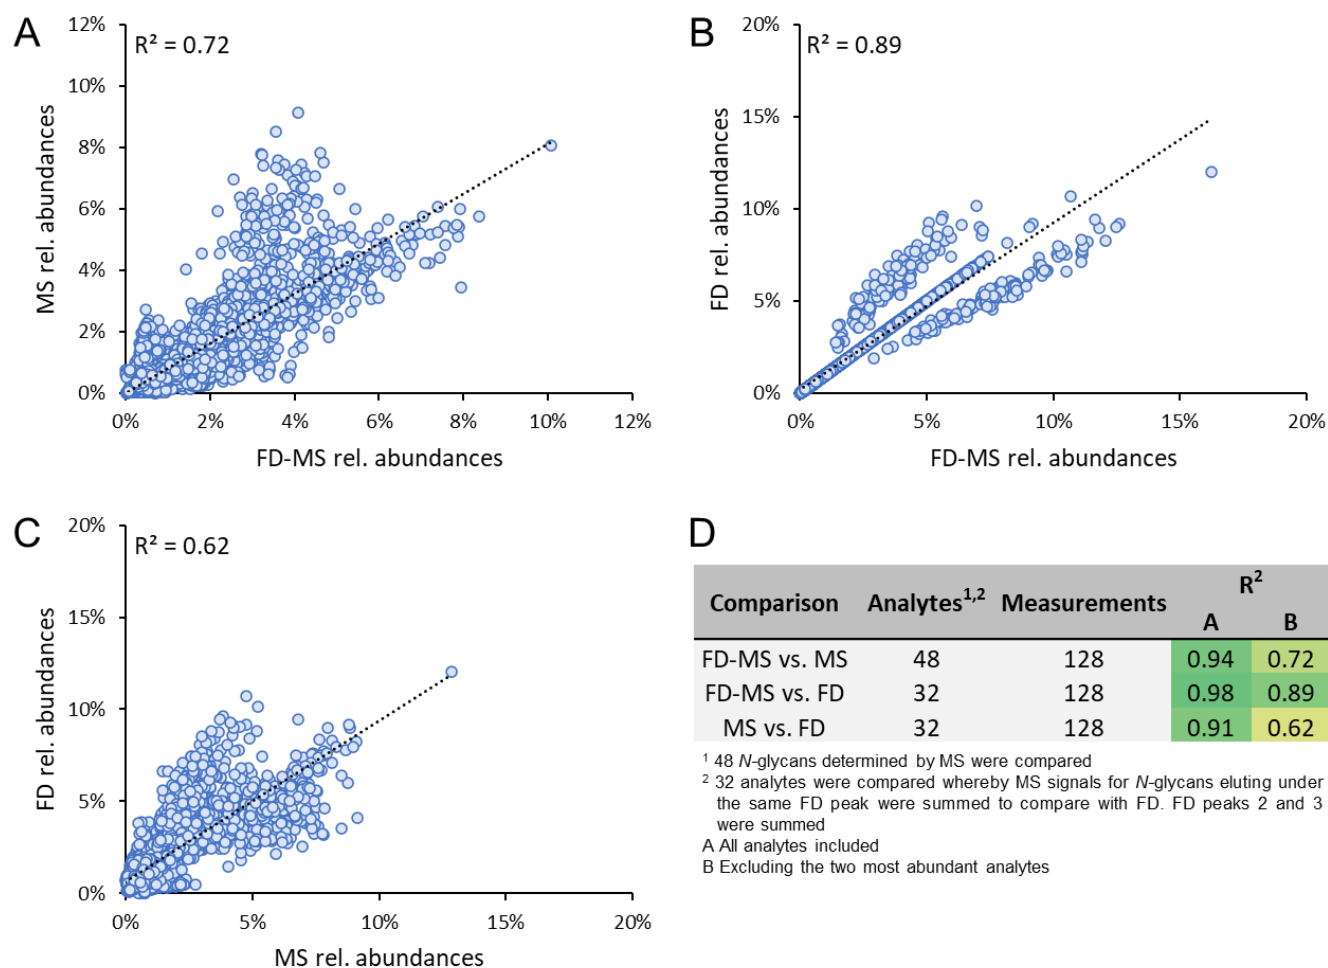 A
12%
R² = 0.72
10%
8%
6%
4%
2%
0%
MS rel. abundances
0% 2% 4% 6% 8% 10% 12%
FD-MS rel. abundances
B
20%
R² = 0.89
15%
10%
5%
0%
FD rel. abundances
0% 5% 10% 15% 20%
FD-MS rel. abundances
C
20%
R² = 0.62
15%
10%
5%
0%
FD rel. abundances
0% 5% 10% 15% 20%
MS rel. abundances
D
Comparison Analytes1,2 Measurements R2
A B
FD-MS vs. MS 48 128 0.94 0.72
FD-MS vs. FD 32 128 0.98 0.89
MS vs. FD 32 128 0.91 0.62
1 48 N-glycans determined by MS were compared
2 32 analytes were compared whereby MS signals for N-glycans eluting under
the same FD peak were summed to compare with FD. FD peaks 2 and 3
were summed
A All analytes included
B Excluding the two most abundant analytes